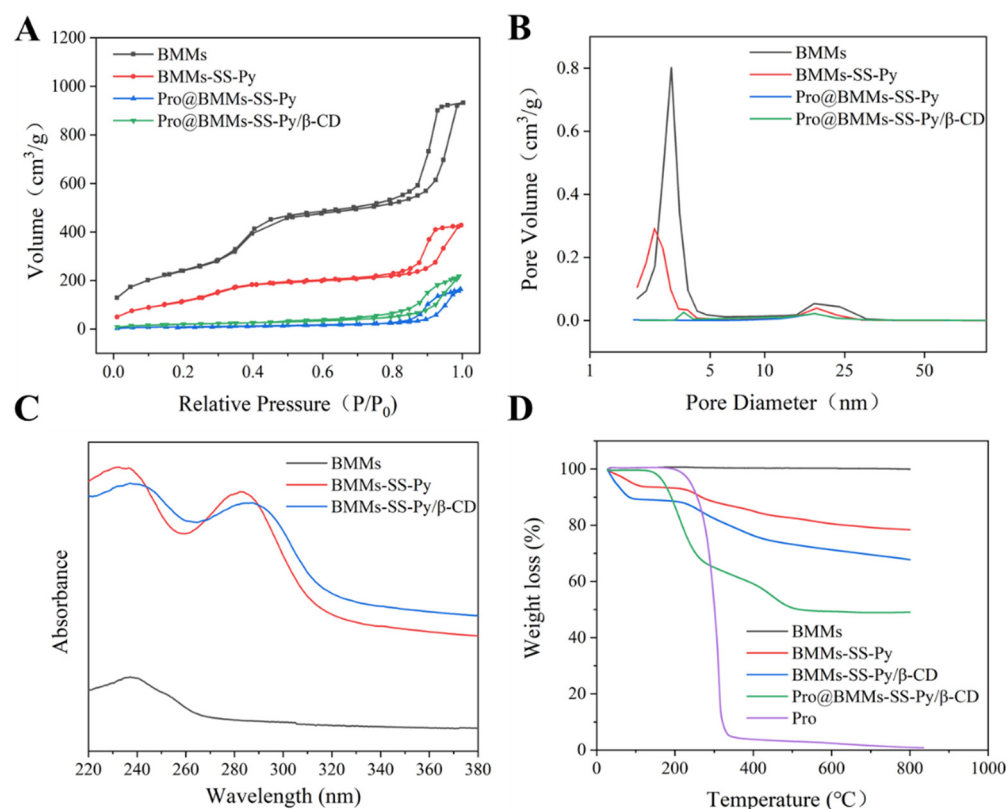 A
1200
1000
800
600
400
200
0
Volume（cm³/g）
BMMs
BMMs-SS-Py
Pro@BMMs-SS-Py
Pro@BMMs-SS-Py/β-CD
0.0 0.2 0.4 0.6 0.8 1.0
Relative Pressure（P/P₀)
B
0.8
0.6
0.4
0.2
0.0
Pore Volume（cm³/g）
BMMs
BMMs-SS-Py
Pro@BMMs-SS-Py
Pro@BMMs-SS-Py/β-CD
1 5 10 25 50
Pore Diameter（nm）
C
Absorbance
BMMs
BMMs-SS-Py
BMMs-SS-Py/β-CD
220 240 260 280 300 320 340 360 380
Wavelength (nm)
D
100
80
60
40
20
0
Weight loss (%)
BMMs
BMMs-SS-Py
BMMs-SS-Py/β-CD
Pro@BMMs-SS-Py/β-CD
Pro
0 200 400 600 800 1000
Temperature (℃)